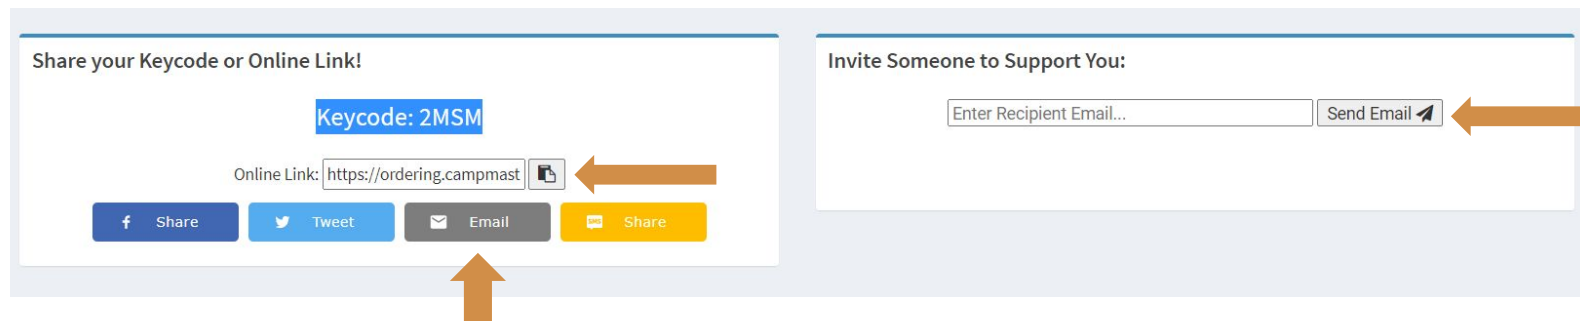 Share your Keycode or Online Link!
Keycode: 2MSM
Online Link: https://ordering.campmast
f Share Tweet Email SMS Share
Invite Someone to Support You:
Enter Recipient Email... Send Email